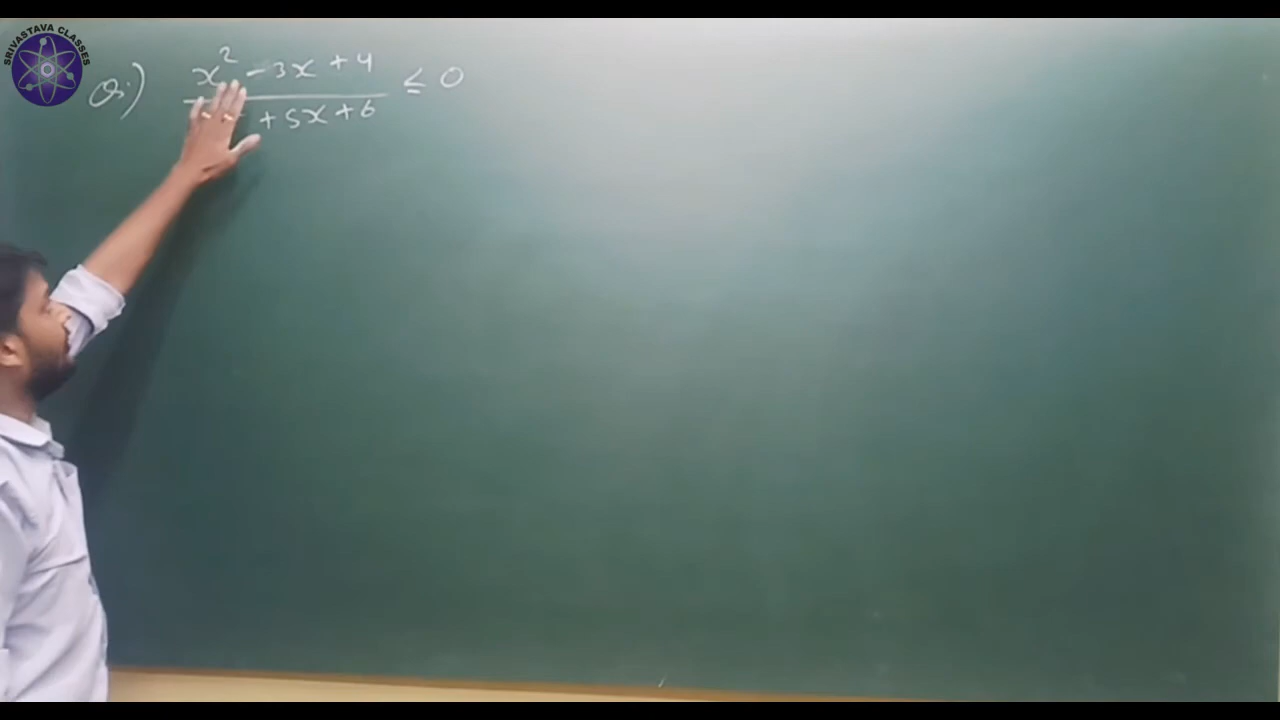 SRIVASTAVA CLASSES
x² - 3x + 4
+ 5x + 6
≤ 0